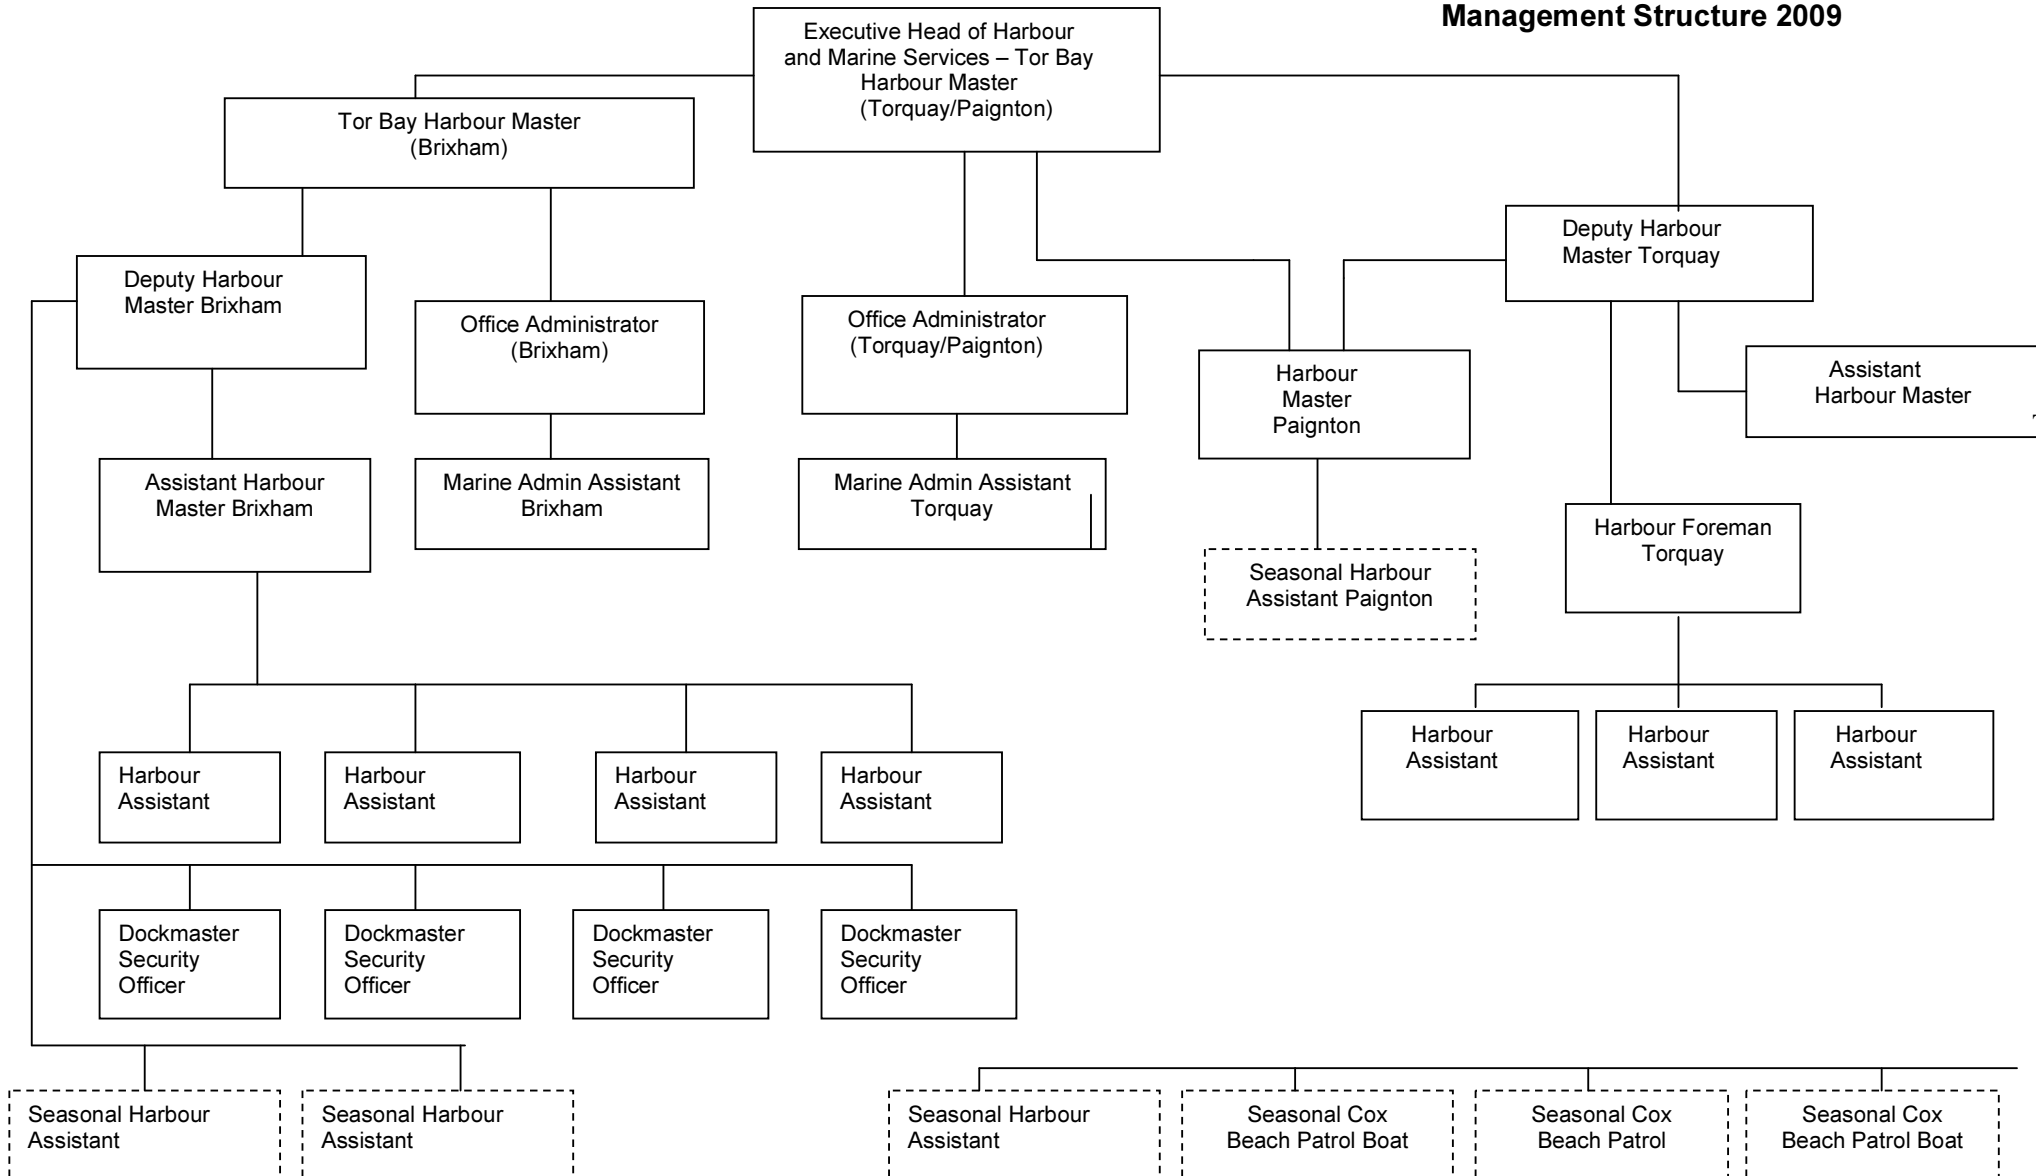 Management Structure 2009
Executive Head of Harbour
and Marine Services – Tor Bay
Harbour Master
(Torquay/Paignton)
Tor Bay Harbour Master
(Brixham)
Deputy Harbour
Master Torquay
Deputy Harbour
Master Brixham
Office Administrator
(Brixham)
Office Administrator
(Torquay/Paignton)
Harbour
Master
Paignton
Assistant
Harbour Master
Assistant Harbour
Master Brixham
Marine Admin Assistant
Brixham
Marine Admin Assistant
Torquay
Harbour Foreman
Torquay
Seasonal Harbour
Assistant Paignton
Harbour
Assistant
Harbour
Assistant
Harbour
Assistant
Harbour
Assistant
Harbour
Assistant
Harbour
Assistant
Harbour
Assistant
Dockmaster
Security
Officer
Dockmaster
Security
Officer
Dockmaster
Security
Officer
Dockmaster
Security
Officer
Seasonal Harbour
Assistant
Seasonal Harbour
Assistant
Seasonal Harbour
Assistant
Seasonal Cox
Beach Patrol Boat
Seasonal Cox
Beach Patrol
Seasonal Cox
Beach Patrol Boat